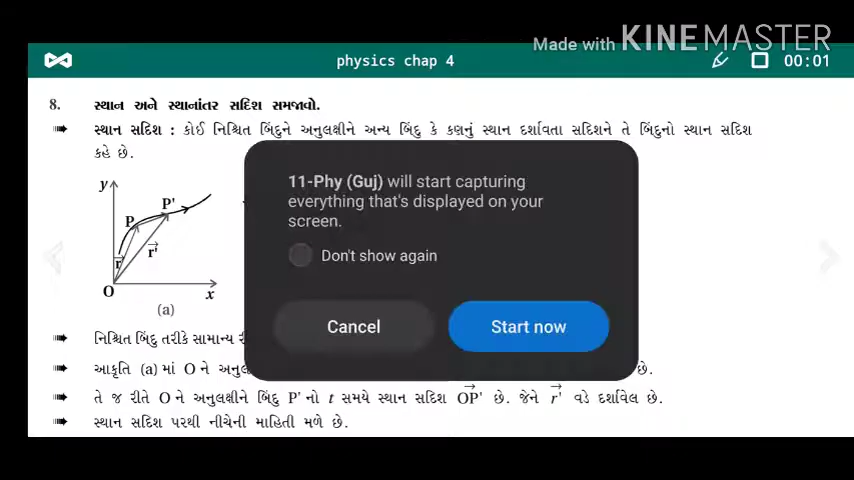 Made with KINEMASTER
physics chap 4
00:01
8. સ્થાન અને સ્થાનાંતર સદિશ સમજાવો.
➠ સ્થાન સદિશ : કોઈ નિશ્ચિત બિંદુને અનુલક્ષીને અન્ય બિંદુ કે કણનું સ્થાન દર્શાવતા સદિશને તે બિંદુનો સ્થાન સદિશ
કહે છે.
11-Phy (Guj) will start capturing
everything that's displayed on your
screen.
Don't show again
Cancel
Start now
y
P'
P
r⃗
r⃗'
O
x
(a)
➠ નિશ્ચિત બિંદુ તરીકે સામાન્ય
➠ આકૃતિ (a) માં O ને છે.
➠ તે જ રીતે O ને અનુલક્ષીને બિંદુ P' નો t સમયે સ્થાન સદિશ OP'⃗ છે. જેને r⃗' વડે દર્શાવેલ છે.
➠ સ્થાન સદિશ પરથી નીચેની માહિતી મળે છે.